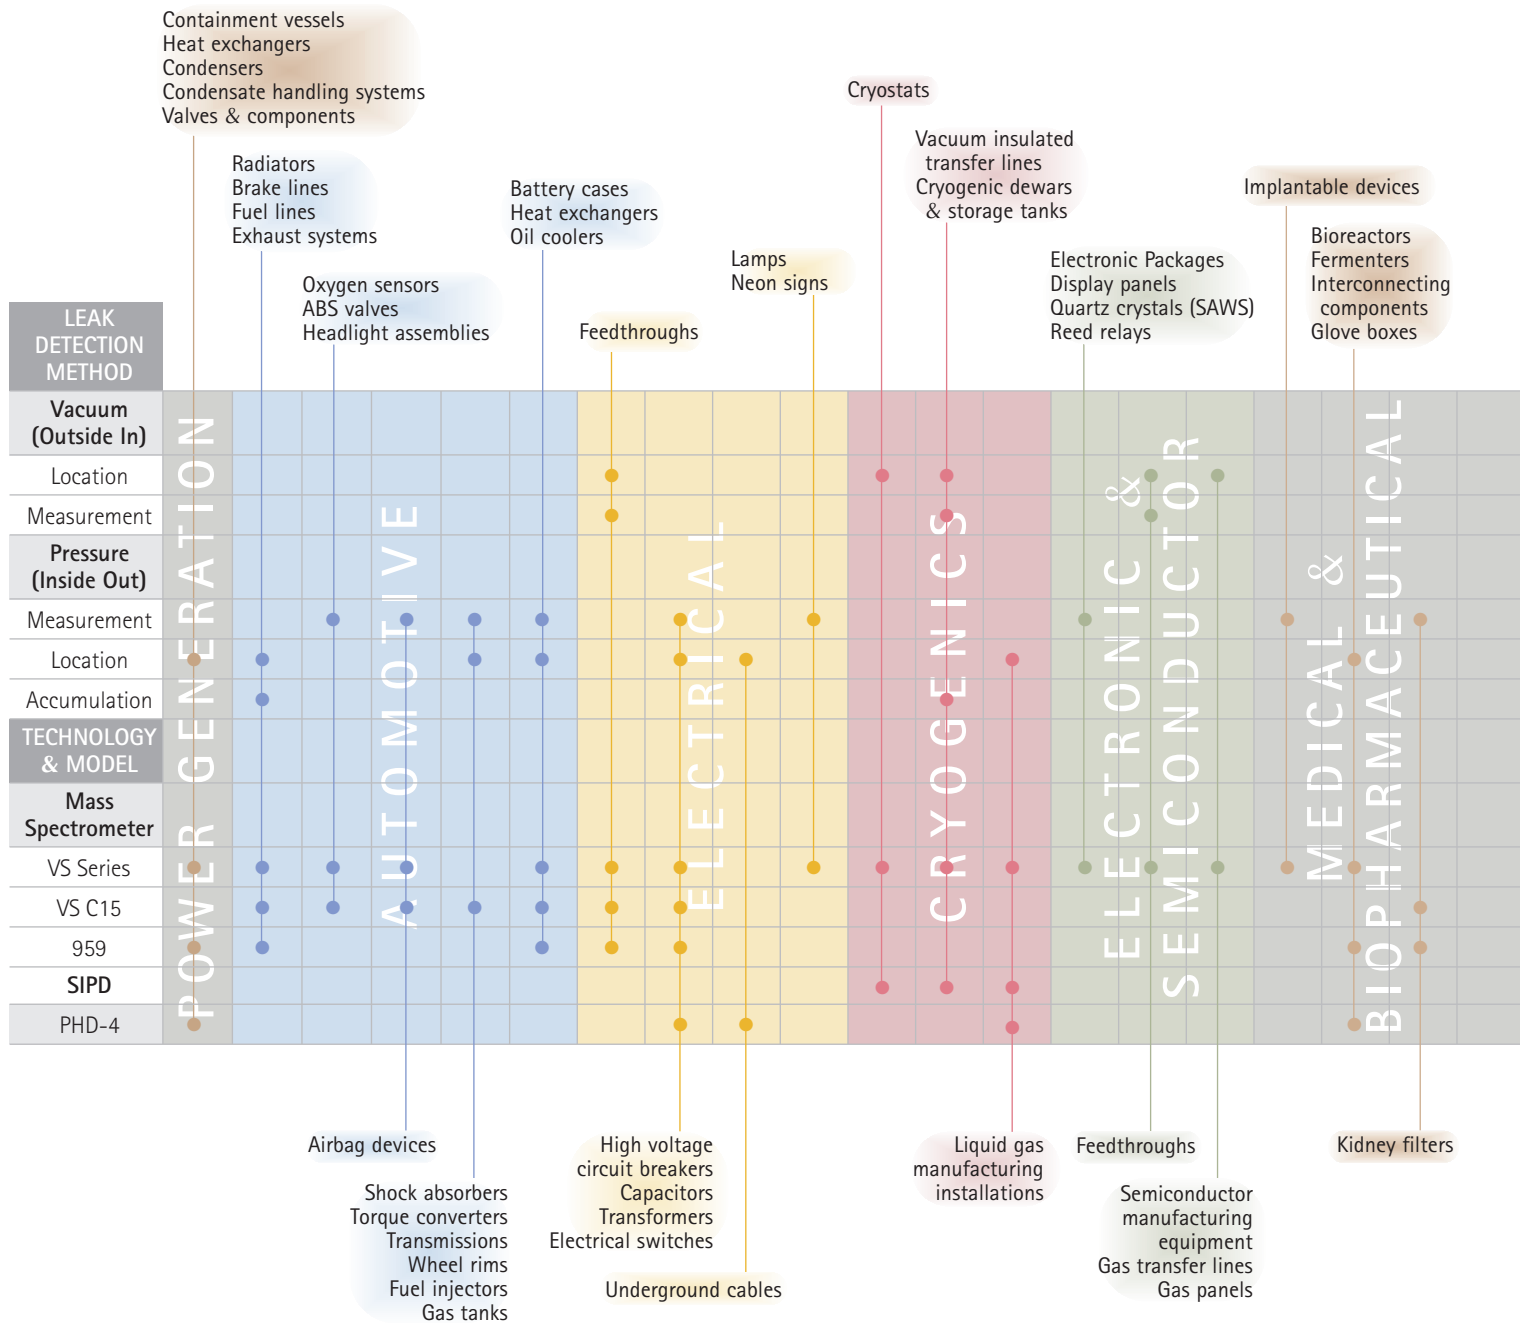 Containment vessels
Heat exchangers
Condensers
Condensate handling systems
Valves & components
Radiators
Brake lines
Fuel lines
Exhaust systems
Oxygen sensors
ABS valves
Headlight assemblies
Battery cases
Heat exchangers
Oil coolers
Feedthroughs
Lamps
Neon signs
Cryostats
Vacuum insulated
transfer lines
Cryogenic dewars
& storage tanks
Electronic Packages
Display panels
Quartz crystals (SAWS)
Reed relays
Implantable devices
Bioreactors
Fermenters
Interconnecting
components
Glove boxes
LEAK
DETECTION
METHOD
Vacuum
(Outside In)
Location
Measurement
Pressure
(Inside Out)
Measurement
Location
Accumulation
TECHNOLOGY
& MODEL
Mass
Spectrometer
VS Series
VS C15
959
SIPD
PHD-4
POWER GENERATION
AUTOMOTIVE
ELECTRICAL
CRYOGENICS
ELECTRONIC &
SEMICONDUCTOR
MEDICAL &
BIOPHARMACEUTICAL
Airbag devices
Shock absorbers
Torque converters
Transmissions
Wheel rims
Fuel injectors
Gas tanks
High voltage
circuit breakers
Capacitors
Transformers
Electrical switches
Underground cables
Liquid gas
manufacturing
installations
Feedthroughs
Semiconductor
manufacturing
equipment
Gas transfer lines
Gas panels
Kidney filters